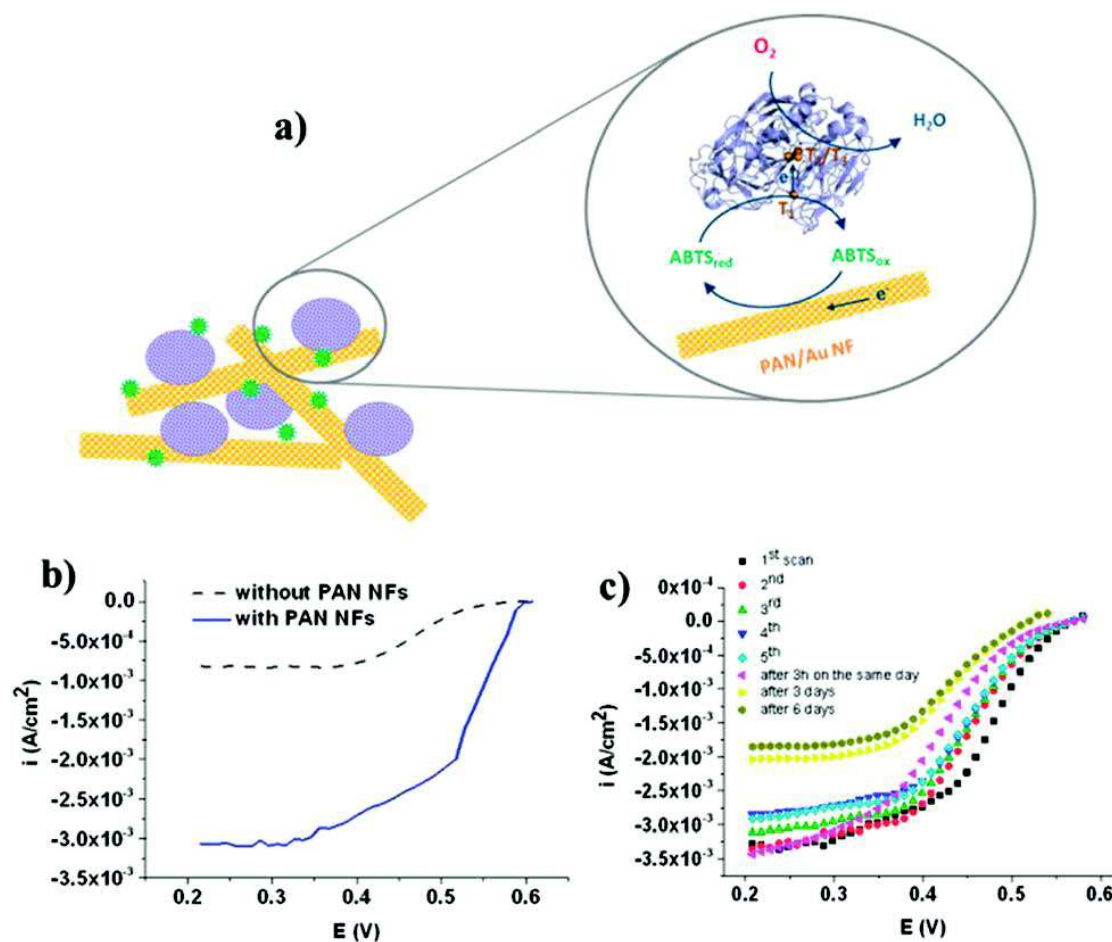 a)
O₂
H₂O
T₂/T₃
e⁻
T₁
ABTSred
ABTSox
e⁻
PAN/Au NF
b)
without PAN NFs
with PAN NFs
0.0
-5.0x10⁻⁴
-1.0x10⁻³
-1.5x10⁻³
-2.0x10⁻³
-2.5x10⁻³
-3.0x10⁻³
-3.5x10⁻³
i (A/cm²)
0.2 0.3 0.4 0.5 0.6
E (V)
c)
1st scan
2nd
3rd
4th
5th
after 3h on the same day
after 3 days
after 6 days
0x10⁻⁴
0.0
-5.0x10⁻⁴
-1.0x10⁻³
-1.5x10⁻³
-2.0x10⁻³
-2.5x10⁻³
-3.0x10⁻³
-3.5x10⁻³
i (A/cm²)
0.2 0.3 0.4 0.5 0.6
E (V)